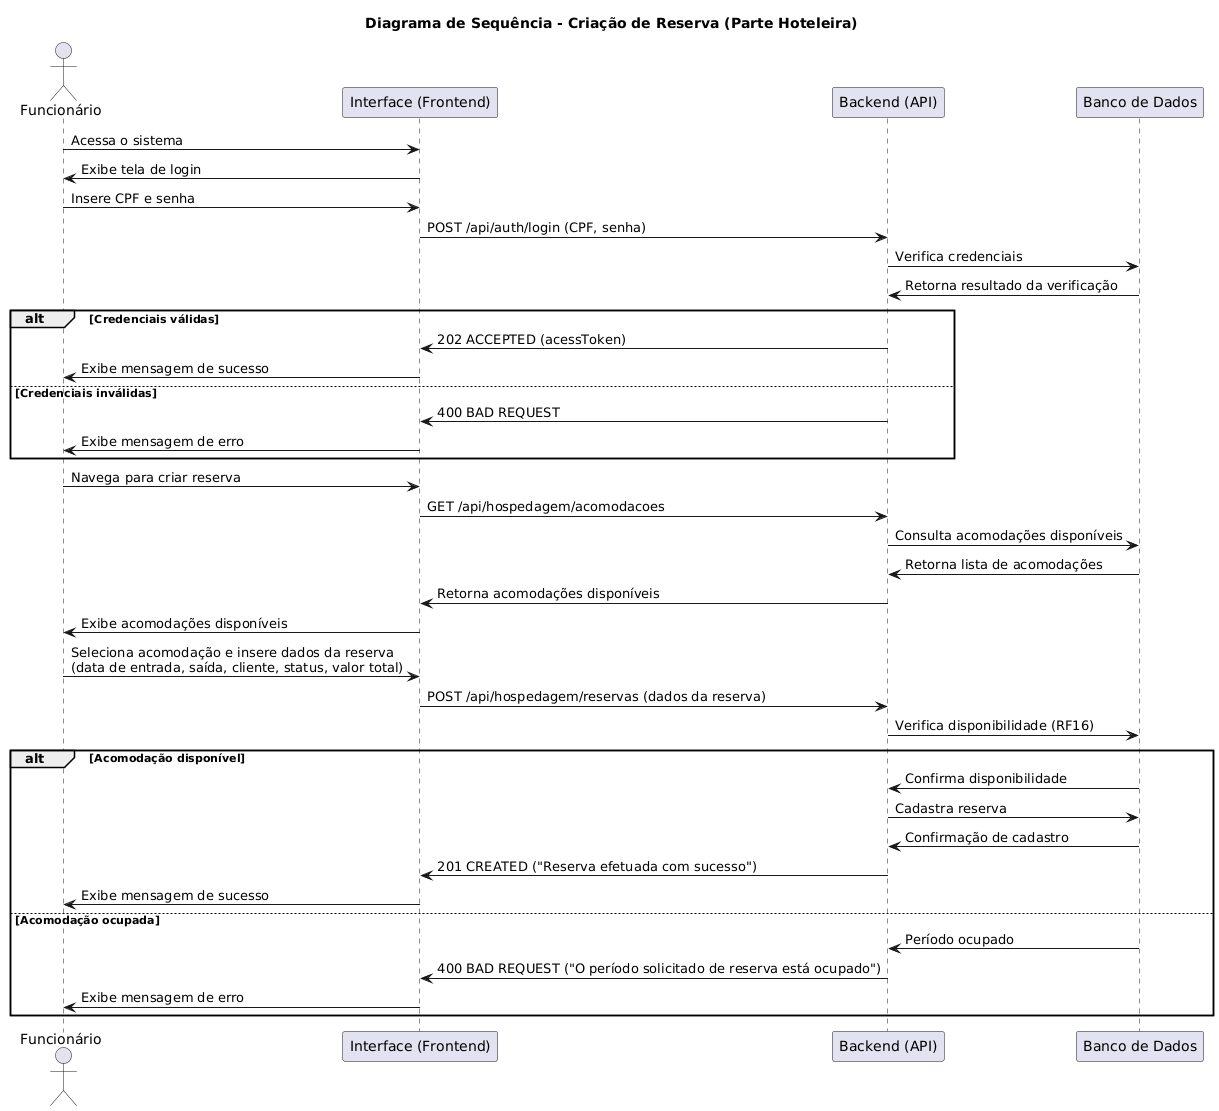 Diagrama de Sequência - Criação de Reserva (Parte Hoteleira)
Funcionário
Interface (Frontend)
Backend (API)
Banco de Dados
Acessa o sistema
Exibe tela de login
Insere CPF e senha
POST /api/auth/login (CPF, senha)
Verifica credenciais
Retorna resultado da verificação
alt
[Credenciais válidas]
202 ACCEPTED (acessToken)
Exibe mensagem de sucesso
[Credenciais inválidas]
400 BAD REQUEST
Exibe mensagem de erro
Navega para criar reserva
GET /api/hospedagem/acomodacoes
Consulta acomodações disponíveis
Retorna lista de acomodações
Retorna acomodações disponíveis
Exibe acomodações disponíveis
Seleciona acomodação e insere dados da reserva
(data de entrada, saída, cliente, status, valor total)
POST /api/hospedagem/reservas (dados da reserva)
Verifica disponibilidade (RF16)
alt
[Acomodação disponível]
Confirma disponibilidade
Cadastra reserva
Confirmação de cadastro
201 CREATED ("Reserva efetuada com sucesso")
Exibe mensagem de sucesso
[Acomodação ocupada]
Período ocupado
400 BAD REQUEST ("O período solicitado de reserva está ocupado")
Exibe mensagem de erro
Funcionário
Interface (Frontend)
Backend (API)
Banco de Dados